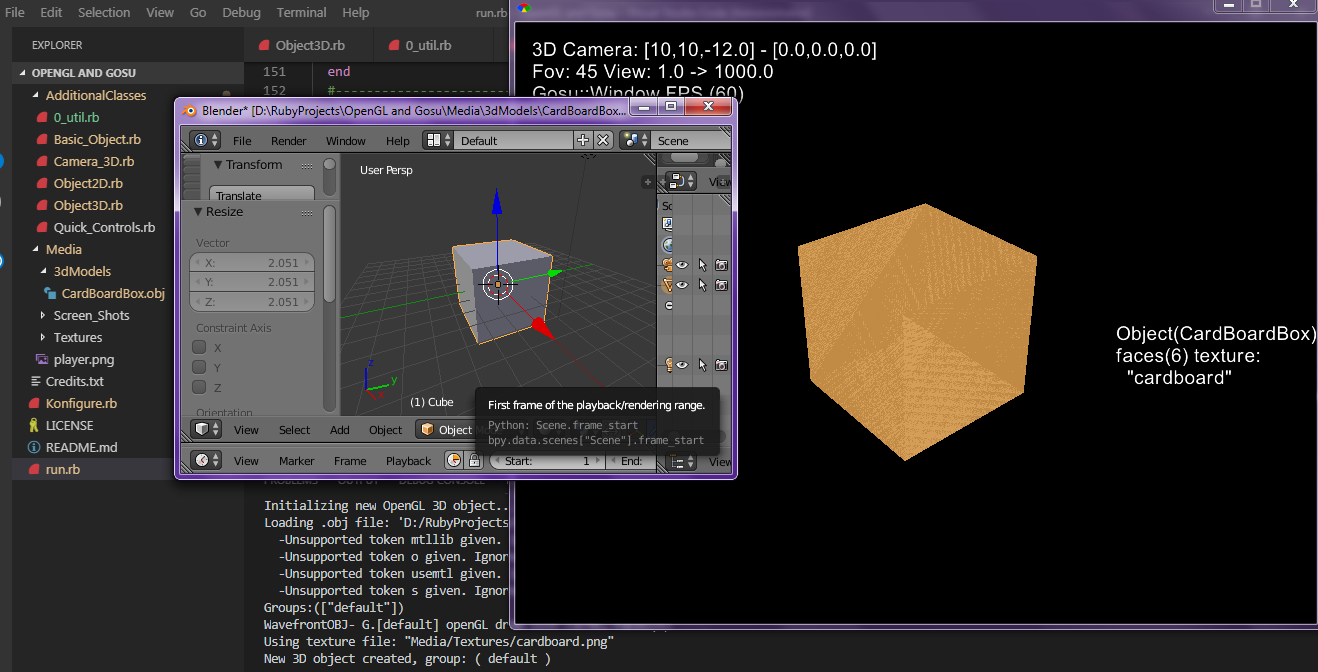 File Edit Selection View Go Debug Terminal Help run.rb
EXPLORER
OPENGL AND GOSU
AdditionalClasses
0_util.rb
Basic_Object.rb
Camera_3D.rb
Object2D.rb
Object3D.rb
Quick_Controls.rb
Media
3dModels
CardBoardBox.obj
Screen_Shots
Textures
player.png
Credits.txt
Konfigure.rb
LICENSE
README.md
run.rb
Object3D.rb 0_util.rb
151 end
152 #
Blender* [D:\RubyProjects\OpenGL and Gosu\Media\3dModels\CardBoardBox...
File Render Window Help Default Scene
Transform
Translate
Resize
Vector
X: 2.051
Y: 2.051
Z: 2.051
Constraint Axis
X
Y
Z
Orientation
User Persp
z
y
x
(1) Cube
View Select Add Object Object
View Marker Frame Playback Start: 1 End:
First frame of the playback/rendering range.
Python: Scene.frame_start
bpy.data.scenes["Scene"].frame_start
Initializing new OpenGL 3D object..
Loading .obj file: 'D:/RubyProjects
-Unsupported token mtllib given.
-Unsupported token o given. Ignor
-Unsupported token usemtl given.
-Unsupported token s given. Ignor
Groups:(["default"])
WavefrontOBJ- G.[default] openGL dr
Using texture file: "Media/Textures/cardboard.png"
New 3D object created, group: ( default )
3D Camera: [10,10,-12.0] - [0.0,0.0,0.0]
Fov: 45 View: 1.0 -> 1000.0
Gosu::Window FPS (60)
Object(CardBoardBox)
faces(6) texture:
"cardboard"